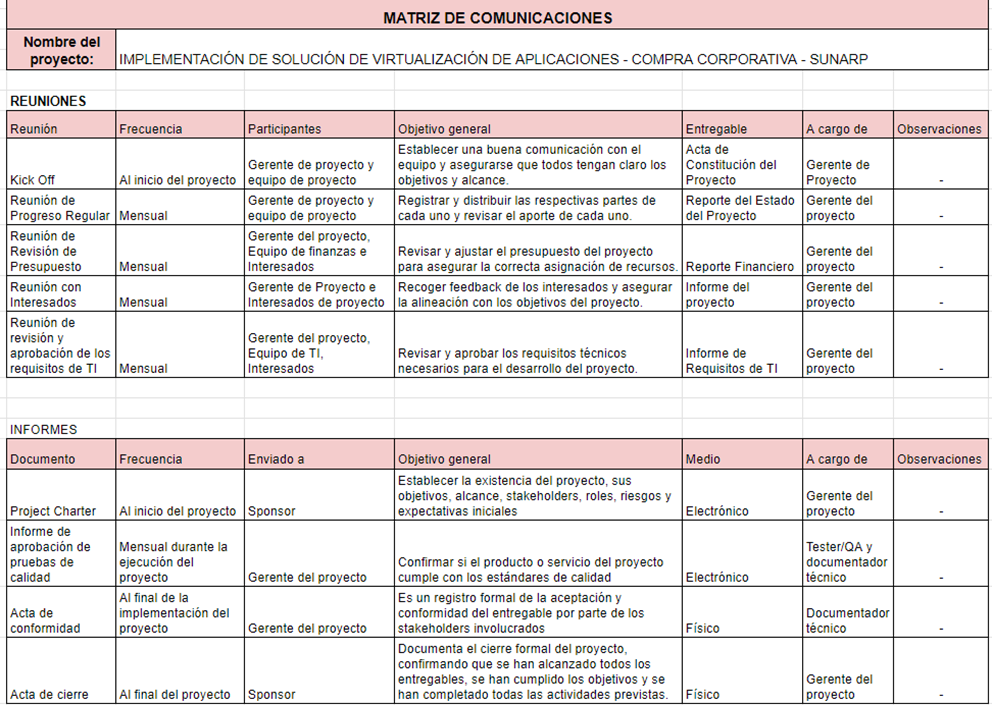 MATRIZ DE COMUNICACIONES
Nombre del
proyecto:
IMPLEMENTACIÓN DE SOLUCIÓN DE VIRTUALIZACIÓN DE APLICACIONES - COMPRA CORPORATIVA - SUNARP
REUNIONES
Reunión
Frecuencia
Participantes
Objetivo general
Entregable
A cargo de
Observaciones
Kick Off
Al inicio del proyecto
Gerente de proyecto y
equipo de proyecto
Establecer una buena comunicación con el
equipo y asegurarse que todos tengan claro los
objetivos y alcance.
Acta de
Constitución del
Proyecto
Gerente de
Proyecto
-
Reunión de
Progreso Regular
Mensual
Gerente de proyecto y
equipo de proyecto
Registrar y distribuir las respectivas partes de
cada uno y revisar el aporte de cada uno.
Reporte del Estado
del Proyecto
Gerente del
proyecto
-
Reunión de
Revisión de
Presupuesto
Mensual
Gerente del proyecto,
Equipo de finanzas e
Interesados
Revisar y ajustar el presupuesto del proyecto
para asegurar la correcta asignación de recursos.
Reporte Financiero
Gerente del
proyecto
-
Reunión con
Interesados
Mensual
Gerente de Proyecto e
Interesados de proyecto
Recoger feedback de los interesados y asegurar
la alineación con los objetivos del proyecto.
Informe del
proyecto
Gerente del
proyecto
-
Reunión de
revisión y
aprobación de los
requisitos de TI
Mensual
Gerente del proyecto,
Equipo de TI,
Interesados
Revisar y aprobar los requisitos técnicos
necesarios para el desarrollo del proyecto.
Informe de
Requisitos de TI
Gerente del
proyecto
-
INFORMES
Documento
Frecuencia
Enviado a
Objetivo general
Medio
A cargo de
Observaciones
Project Charter
Al inicio del proyecto
Sponsor
Establecer la existencia del proyecto, sus
objetivos, alcance, stakeholders, roles, riesgos y
expectativas iniciales
Electrónico
Gerente del
proyecto
-
Informe de
aprobación de
pruebas de
calidad
Mensual durante la
ejecución del
proyecto
Gerente del proyecto
Confirmar si el producto o servicio del proyecto
cumple con los estándares de calidad
Electrónico
Tester/QA y
documentador
técnico
-
Acta de
conformidad
Al final de la
implementación del
proyecto
Gerente del proyecto
Es un registro formal de la aceptación y
conformidad del entregable por parte de los
stakeholders involucrados
Físico
Documentador
técnico
-
Acta de cierre
Al final del proyecto
Sponsor
Documenta el cierre formal del proyecto,
confirmando que se han alcanzado todos los
entregables, se han cumplido los objetivos y se
han completado todas las actividades previstas.
Físico
Gerente del
proyecto
-